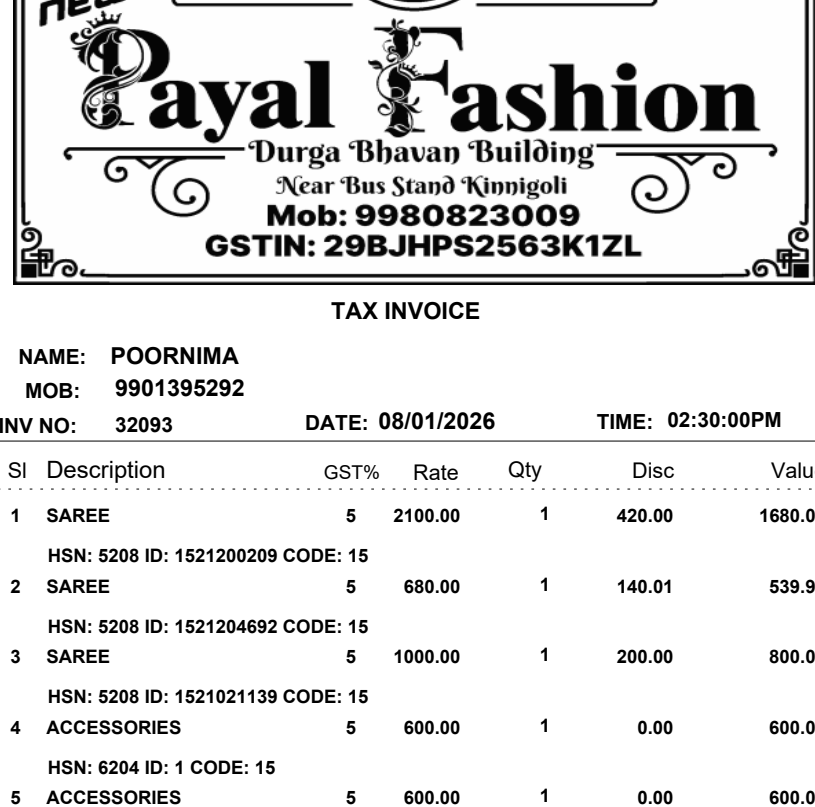 new
Payal Fashion
Durga Bhavan Building
Near Bus Stand Kinnigoli
Mob: 9980823009
GSTIN: 29BJHPS2563K1ZL
TAX INVOICE
NAME: POORNIMA
MOB: 9901395292
INV NO: 32093 DATE: 08/01/2026 TIME: 02:30:00PM
Sl Description GST% Rate Qty Disc Valu
1 SAREE 5 2100.00 1 420.00 1680.0
HSN: 5208 ID: 1521200209 CODE: 15
2 SAREE 5 680.00 1 140.01 539.9
HSN: 5208 ID: 1521204692 CODE: 15
3 SAREE 5 1000.00 1 200.00 800.0
HSN: 5208 ID: 1521021139 CODE: 15
4 ACCESSORIES 5 600.00 1 0.00 600.0
HSN: 6204 ID: 1 CODE: 15
5 ACCESSORIES 5 600.00 1 0.00 600.0